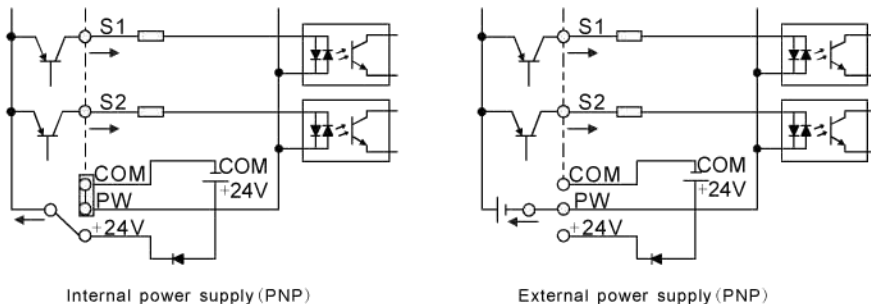 S1
S2
COM
COM
+24V
PW
+24V
Internal power supply (PNP)
S1
S2
COM
COM
+24V
PW
+24V
External power supply (PNP)